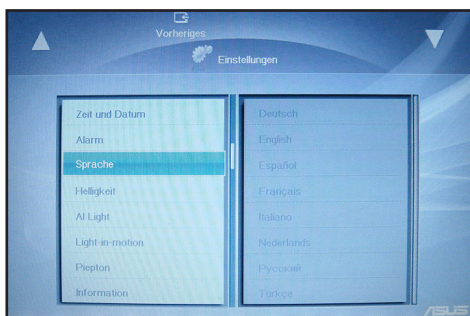 Vorheriges
Einstellungen
Zeit und Datum
Alarm
Sprache
Helligkeit
AI Light
Light-in-motion
Piepton
Information
Deutsch
English
Español
Français
Italiano
Nederlands
Русский
Türkçe
ASUS